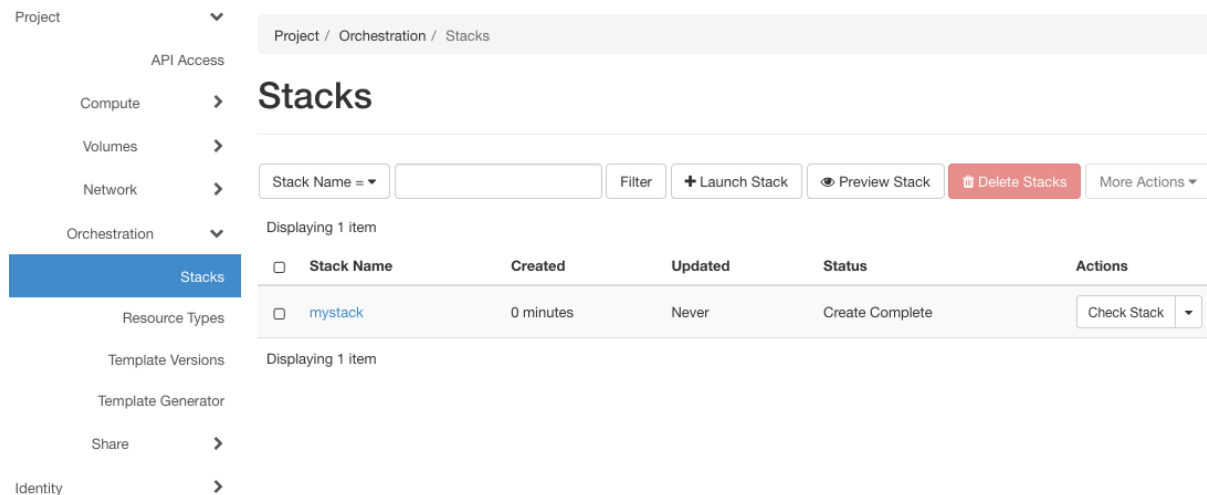 Project
API Access
Compute
Volumes
Network
Orchestration
Stacks
Resource Types
Template Versions
Template Generator
Share
Identity
Project / Orchestration / Stacks
Stacks
Stack Name = Filter Launch Stack Preview Stack Delete Stacks More Actions
Displaying 1 item
Stack Name Created Updated Status Actions
mystack 0 minutes Never Create Complete Check Stack
Displaying 1 item